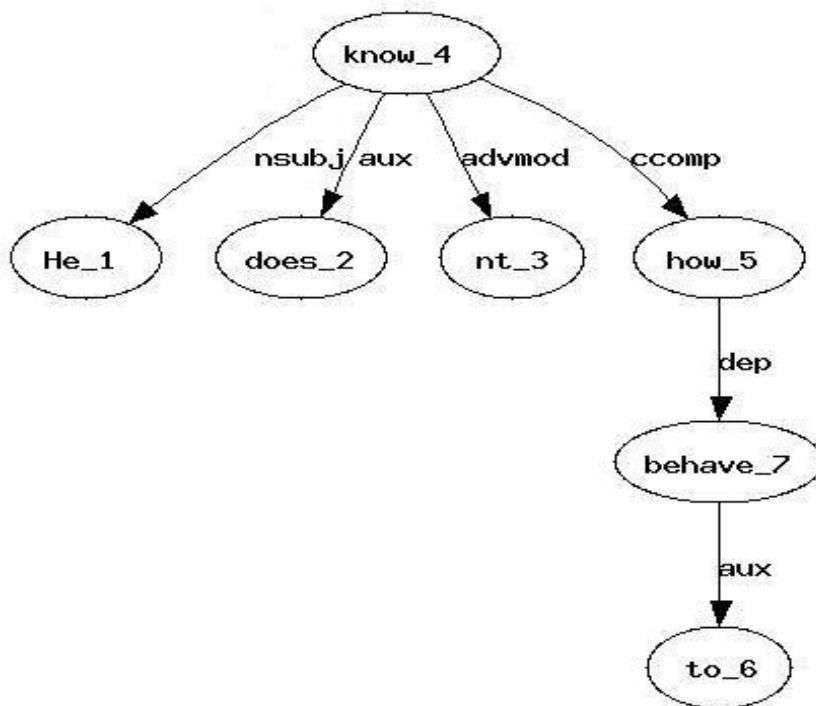 know_4
nsubj aux advmod ccomp
He_1 does_2 nt_3 how_5
dep
behave_7
aux
to_6